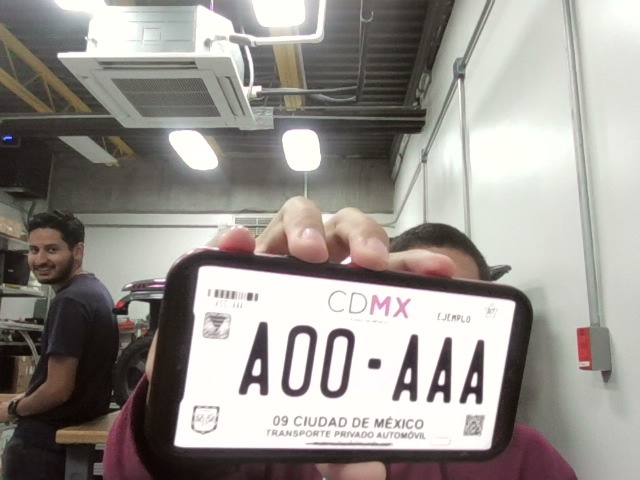 CDMX
EJEMPLO
A00-AAA
09 CIUDAD DE MÉXICO
TRANSPORTE PRIVADO AUTOMÓVIL